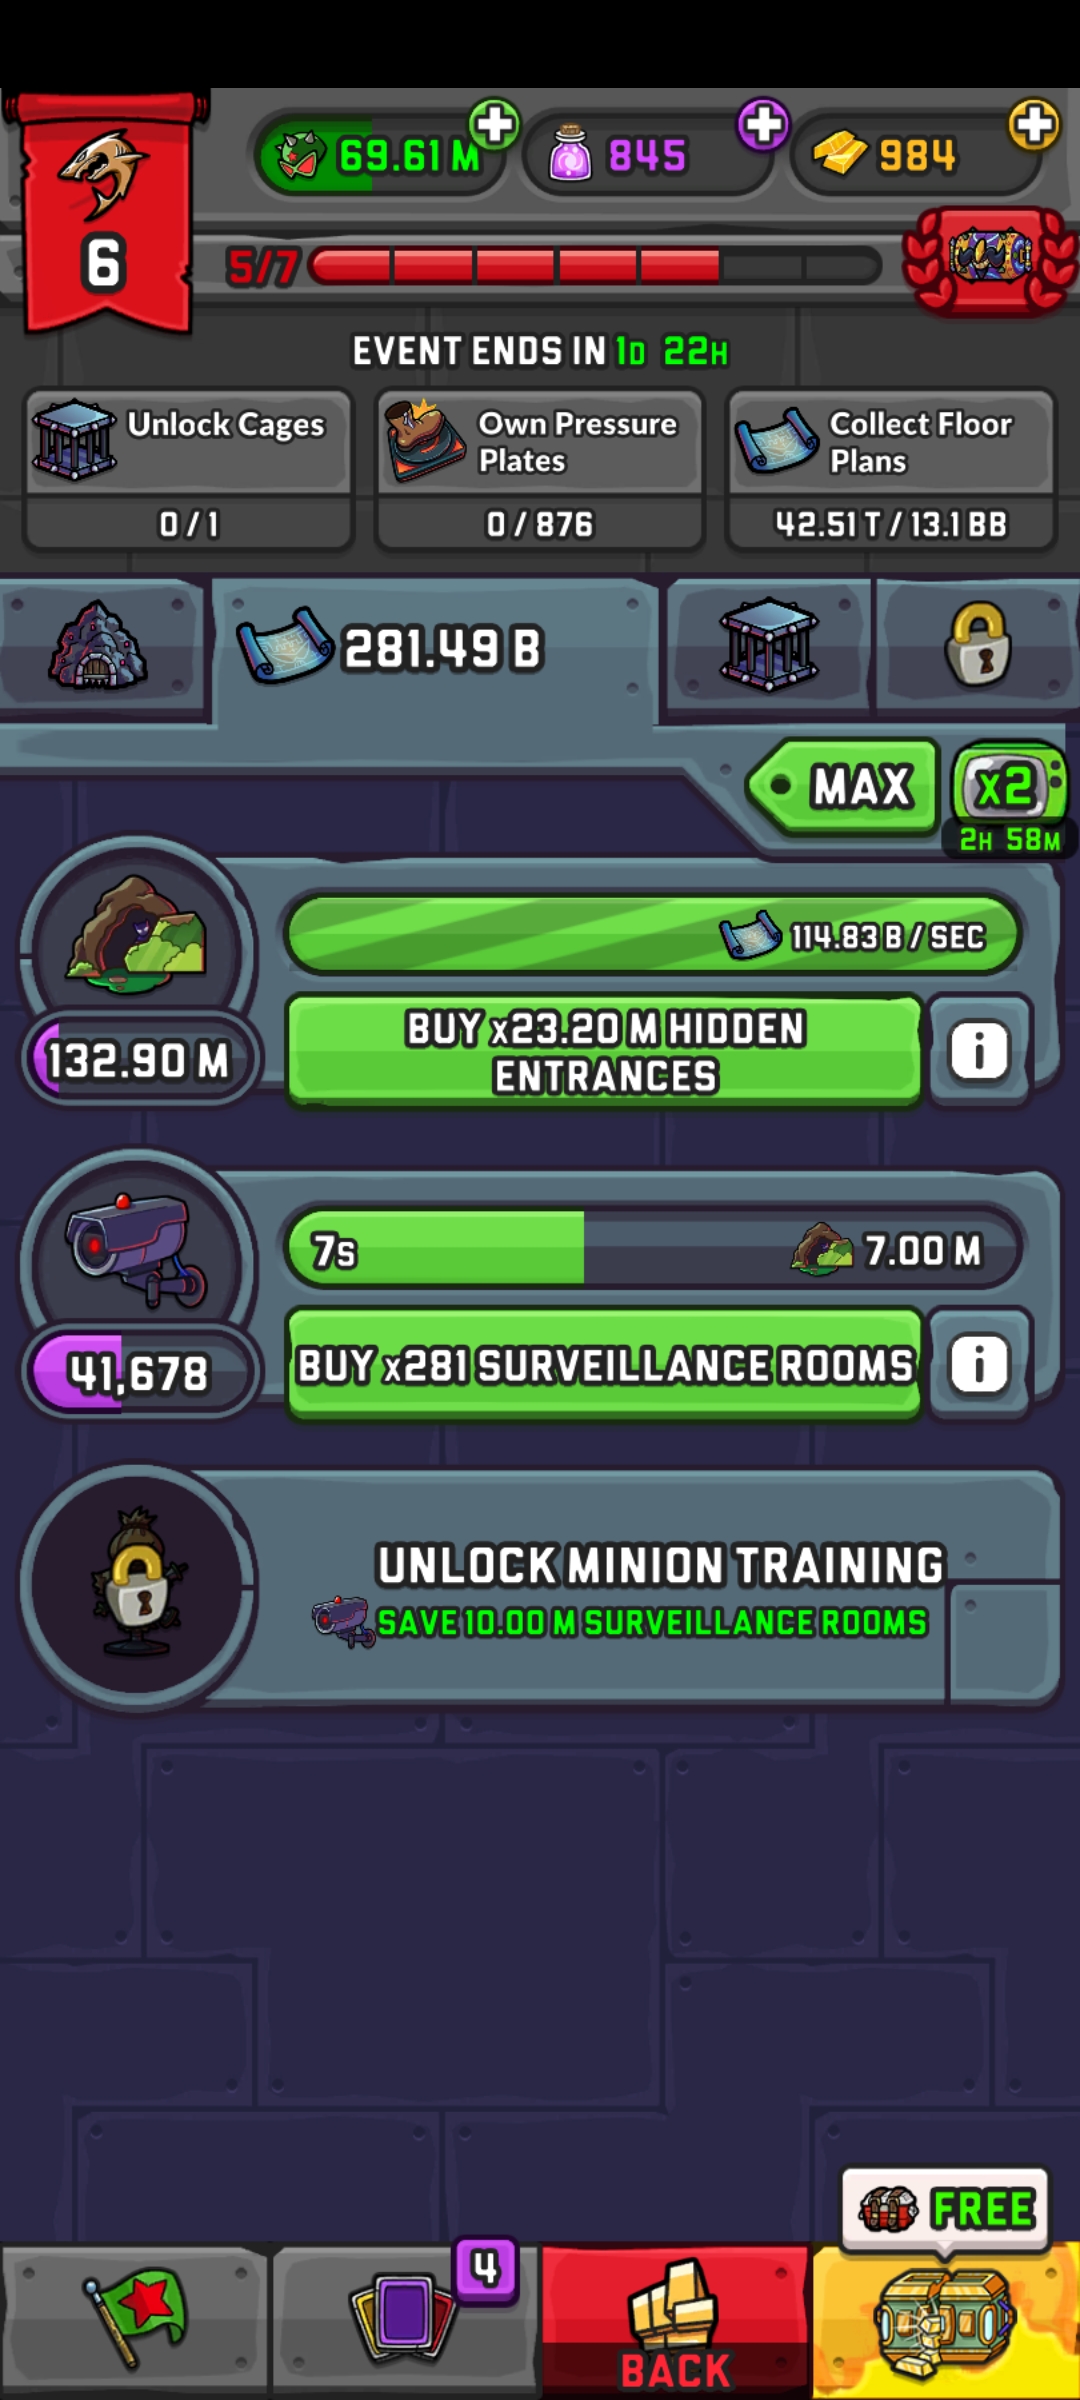 69.61 M
845
984
6
5/7
EVENT ENDS IN 1D 22H
Unlock Cages
0 / 1
Own Pressure
Plates
0 / 876
Collect Floor
Plans
42.51 T / 13.1 BB
281.49 B
MAX
x2
2H 58M
114.83 B / SEC
132.90 M
BUY x23.20 M HIDDEN
ENTRANCES
i
7s
7.00 M
41,678
BUY x281 SURVEILLANCE ROOMS
i
UNLOCK MINION TRAINING
SAVE 10.00 M SURVEILLANCE ROOMS
FREE
4
BACK